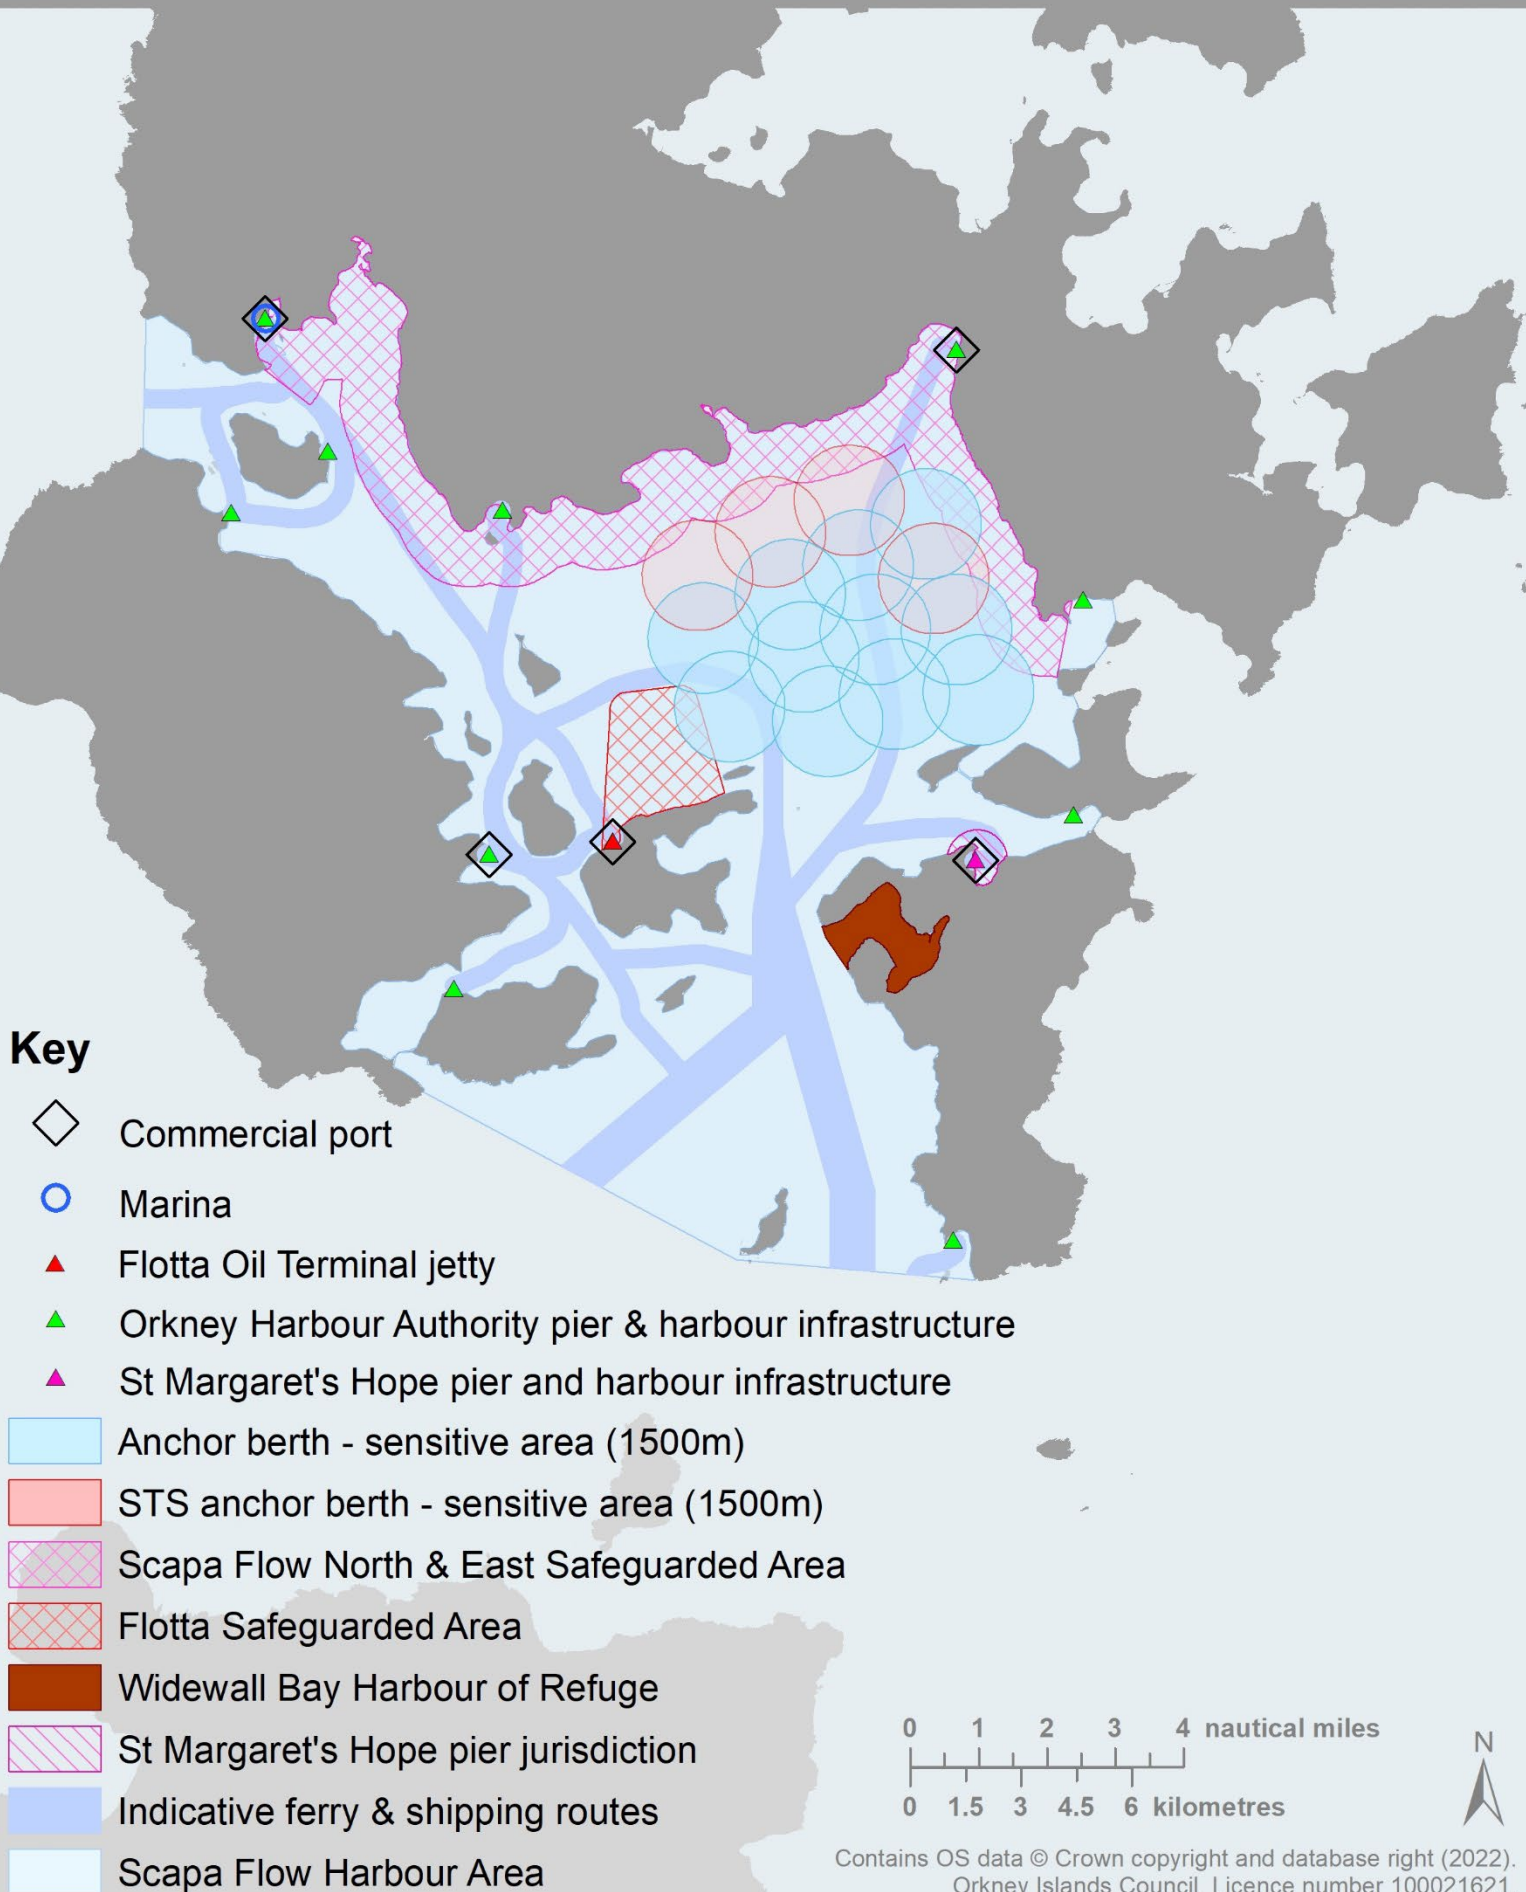 Key
Commercial port
Marina
Flotta Oil Terminal jetty
Orkney Harbour Authority pier & harbour infrastructure
St Margaret's Hope pier and harbour infrastructure
Anchor berth - sensitive area (1500m)
STS anchor berth - sensitive area (1500m)
Scapa Flow North & East Safeguarded Area
Flotta Safeguarded Area
Widewall Bay Harbour of Refuge
St Margaret's Hope pier jurisdiction
Indicative ferry & shipping routes
Scapa Flow Harbour Area
0 1 2 3 4 nautical miles
0 1.5 3 4.5 6 kilometres
N
Contains OS data © Crown copyright and database right (2022).
Orkney Islands Council. Licence number 100021621.